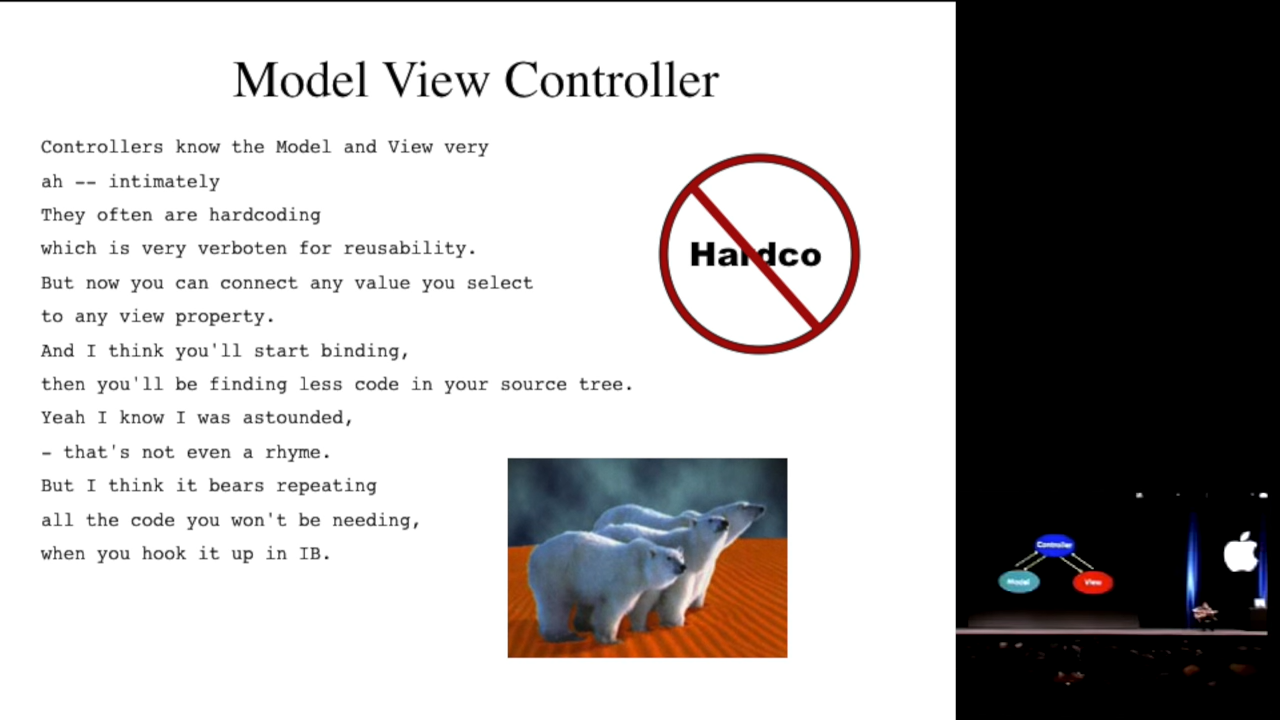 Model View Controller
Controllers know the Model and View very
ah -- intimately
They often are hardcoding
which is very verboten for reusability.
But now you can connect any value you select
to any view property.
And I think you'll start binding,
then you'll be finding less code in your source tree.
Yeah I know I was astounded,
- that's not even a rhyme.
But I think it bears repeating
all the code you won't be needing,
when you hook it up in IB.
Hardco
Controller
Model
View